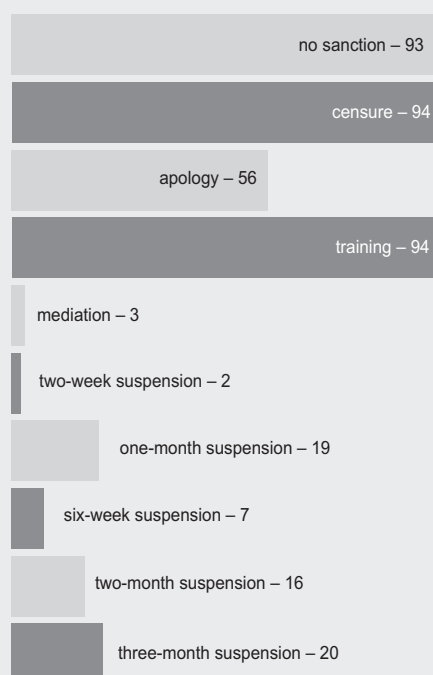 no sanction – 93
censure – 94
apology – 56
training – 94
mediation – 3
two-week suspension – 2
one-month suspension – 19
six-week suspension – 7
two-month suspension – 16
three-month suspension – 20